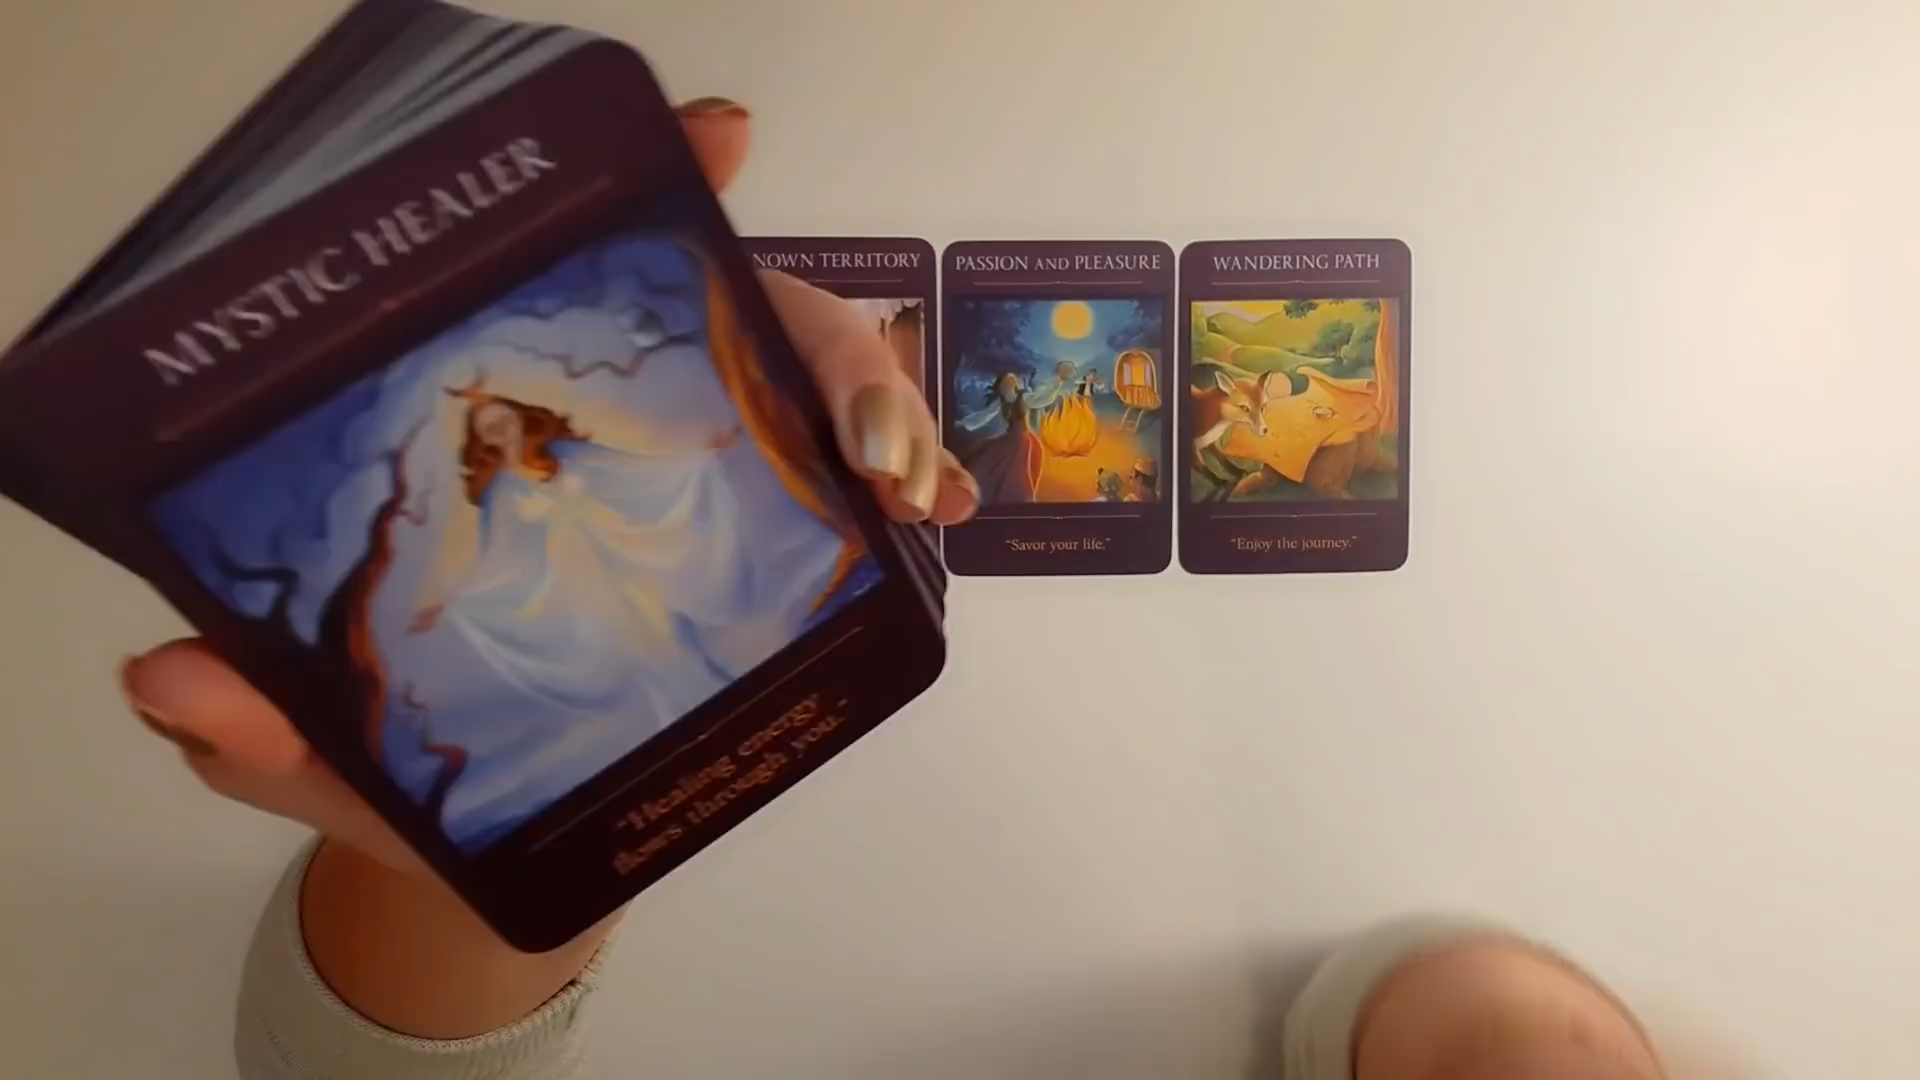 MYSTIC HEALER
"Healing energy
flows through you."
NOWN TERRITORY
PASSION AND PLEASURE
"Savor your life."
WANDERING PATH
"Enjoy the journey."